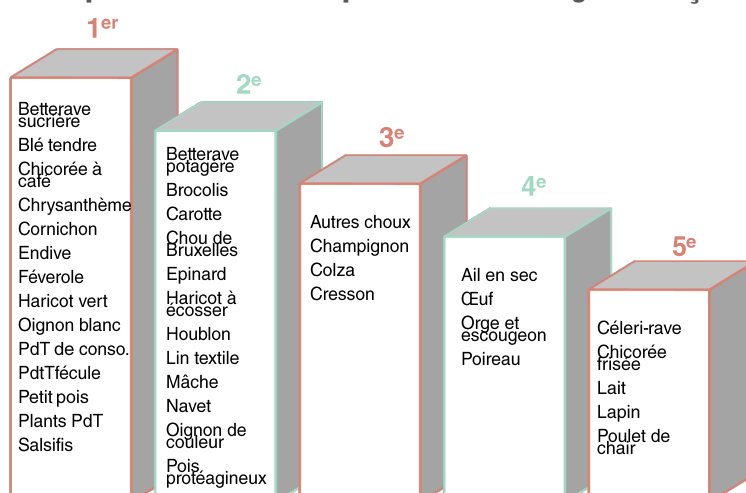 1er
Betterave
sucrière
Blé tendre
Chicorée à
café
Chrysanthème
Cornichon
Endive
Féverole
Haricot vert
Oignon blanc
PdT de conso.
PdtTfécule
Petit pois
Plants PdT
Salsifis
2e
Betterave
potagère
Brocolis
Carotte
Chou de
Bruxelles
Epinard
Haricot à
écosser
Houblon
Lin textile
Mâche
Navet
Oignon de
couleur
Pois
protéagineux
3e
Autres choux
Champignon
Colza
Cresson
4e
Ail en sec
Œuf
Orge et
escougeon
Poireau
5e
Céleri-rave
Chicorée
frisée
Lait
Lapin
Poulet de
chair